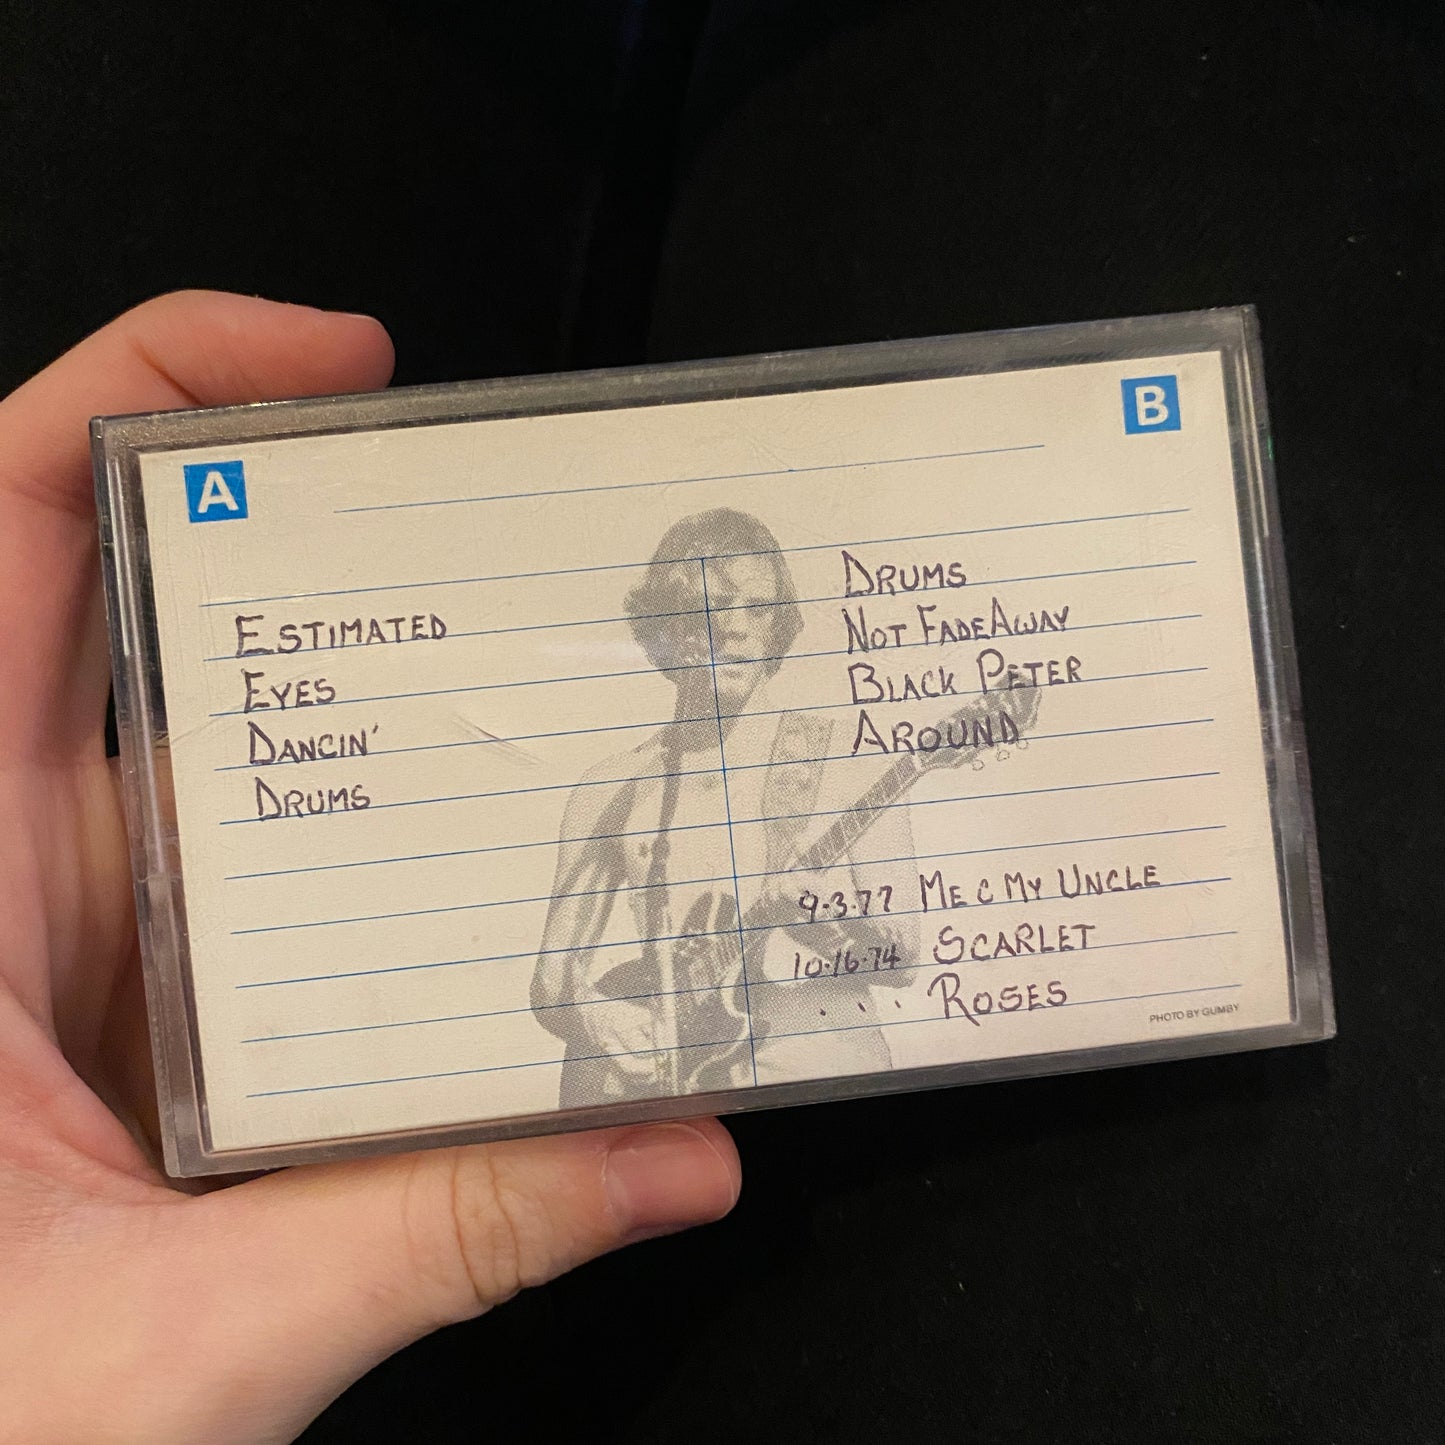 A
B
ESTIMATED
EYES
DANCIN'
DRUMS
DRUMS
NOT FADE AWAY
BLACK PETER
AROUND
9·3·77 ME & MY UNCLE
10·16·74 SCARLET
. . . ROSES
PHOTO BY GUMBY